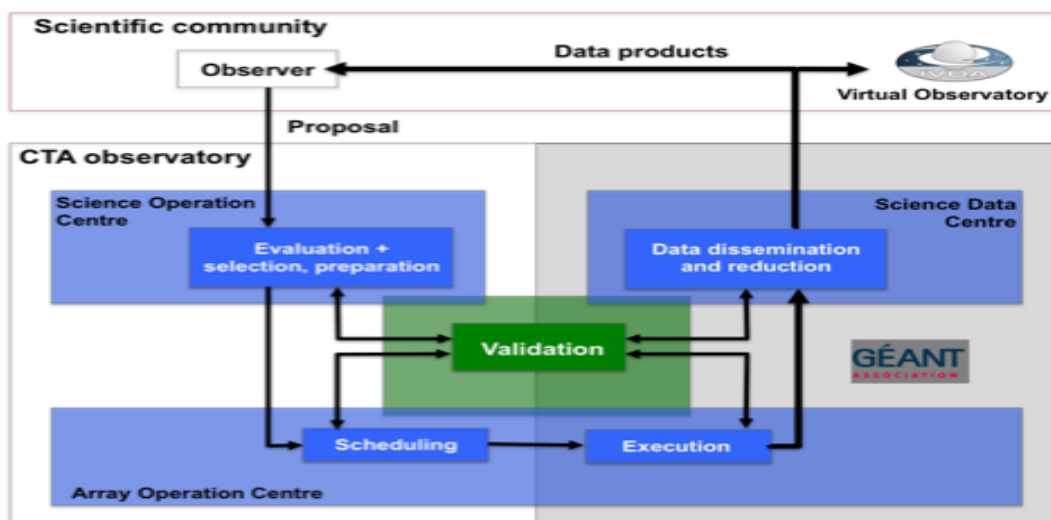 Scientific community
Observer
Data products
IVOA
Virtual Observatory
Proposal
CTA observatory
Science Operation
Centre
Science Data
Centre
Evaluation +
selection, preparation
Data dissemination
and reduction
Validation
GÉANT
ASSOCIATION
Scheduling
Execution
Array Operation Centre